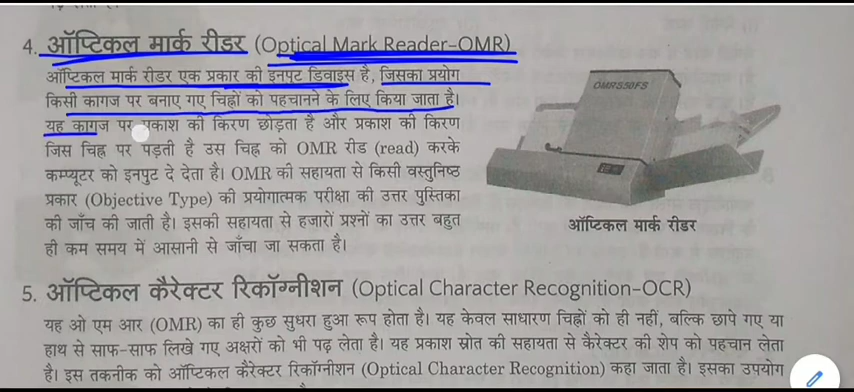 4. ऑप्टिकल मार्क रीडर (Optical Mark Reader–OMR)
ऑप्टिकल मार्क रीडर एक प्रकार की इनपुट डिवाइस है, जिसका प्रयोग
किसी कागज पर बनाए गए चिह्नों को पहचानने के लिए किया जाता है।
यह कागज पर प्रकाश की किरण छोड़ता है और प्रकाश की किरण
जिस चिह्न पर पड़ती है उस चिह्न को OMR रीड (read) करके
कम्प्यूटर को इनपुट दे देता है। OMR की सहायता से किसी वस्तुनिष्ठ
प्रकार (Objective Type) की प्रयोगात्मक परीक्षा की उत्तर पुस्तिका
की जाँच की जाती है। इसकी सहायता से हजारों प्रश्नों का उत्तर बहुत
ही कम समय में आसानी से जाँचा जा सकता है।
OMRS50FS
ऑप्टिकल मार्क रीडर
5. ऑप्टिकल कैरेक्टर रिकॉग्नीशन (Optical Character Recognition–OCR)
यह ओ एम आर (OMR) का ही कुछ सुधरा हुआ रूप होता है। यह केवल साधारण चिह्नों को ही नहीं, बल्कि छापे गए या
हाथ से साफ-साफ लिखे गए अक्षरों को भी पढ़ लेता है। यह प्रकाश स्रोत की सहायता से कैरेक्टर की शेप को पहचान लेता
है। इस तकनीक को ऑप्टिकल कैरेक्टर रिकॉग्निशन (Optical Character Recognition) कहा जाता है। इसका उपयोग